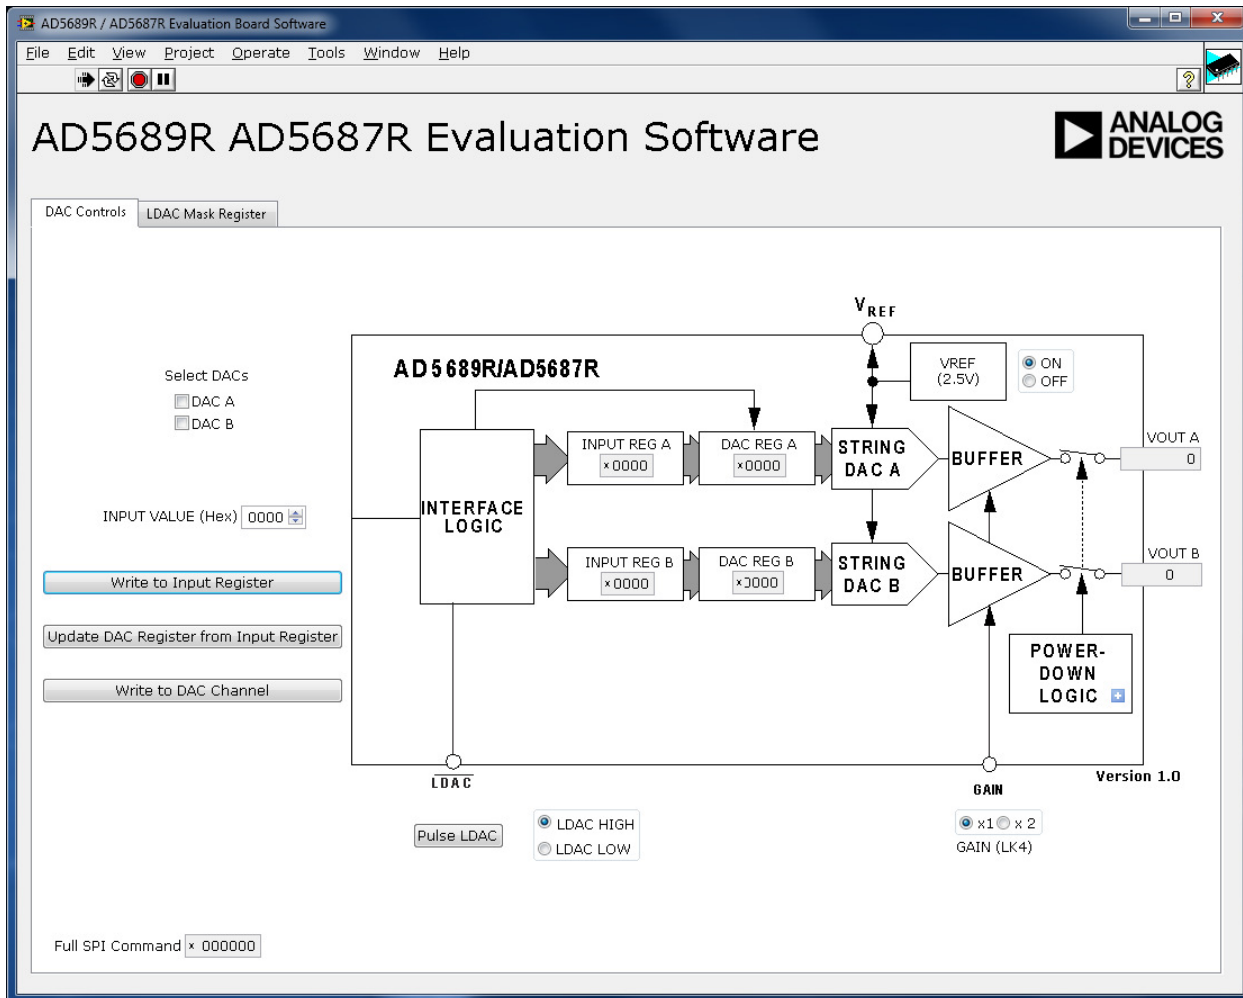 AD5689R / AD5687R Evaluation Board Software
File Edit View Project Operate Tools Window Help
AD5689R AD5687R Evaluation Software
ANALOG
DEVICES
DAC Controls
LDAC Mask Register
VREF
AD5689R/AD5687R
VREF
(2.5V)
ON
OFF
Select DACs
DAC A
DAC B
INPUT REG A
x 0000
DAC REG A
x 0000
STRING
DAC A
BUFFER
VOUT A
0
INTERFACE
LOGIC
INPUT VALUE (Hex) 0000
INPUT REG B
x 0000
DAC REG B
x 0000
STRING
DAC B
BUFFER
VOUT B
0
Write to Input Register
Update DAC Register from Input Register
Write to DAC Channel
POWER-
DOWN
LOGIC
LDAC
GAIN
Version 1.0
Pulse LDAC
LDAC HIGH
LDAC LOW
x1 x 2
GAIN (LK4)
Full SPI Command x 000000